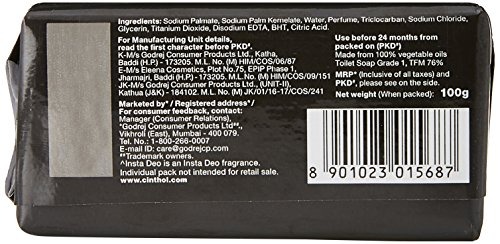 Ingredients: Sodium Palmate, Sodium Palm Kernelate, Water, Perfume, Triclocarban, Sodium Chloride,
Glycerin, Titanium Dioxide, Disodium EDTA, BHT, Citric Acid.
For Manufacturing Unit details,
read the first character before PKD².
K-M/s Godrej Consumer Products Ltd., Katha,
Baddi (H.P.) - 173205. M.L. No. (M) HIM/COS/06/87
E-M/s Eleena Cosmetics, Plot No.75, EPIP Phase 1,
Jharmajri, Baddi (H.P.) - 173205. M.L. No. (M) HIM/COS/09/151
JK-M/s Godrej Consumer Products Ltd., (UNIT-II),
Kathua (J&K) - 184102. M.L. No. JK/01/16-17/251
Marketed by* / Registered address*/
For consumer feedback, contact:
Manager (Consumer Relations),
*Godrej Consumer Products Ltd**,
Vikhroli (East), Mumbai - 400 079.
Tel No.: 1-800-266-0007
E-mail ID: care@godrejcp.com
**Trademark owners.
^Insta Deo is an Insta Deo fragrance.
Individual pack not intended for retail sale.
www.cinthol.com
Use before 24 months from
packed on (PKD²)
Made from 100% vegetable oils
Toilet Soap Grade 1, TFM 76%
MRP² (Inclusive of all taxes) and
PKD², please see on the side.
Net weight (When packed): 100g
8 901023 015687